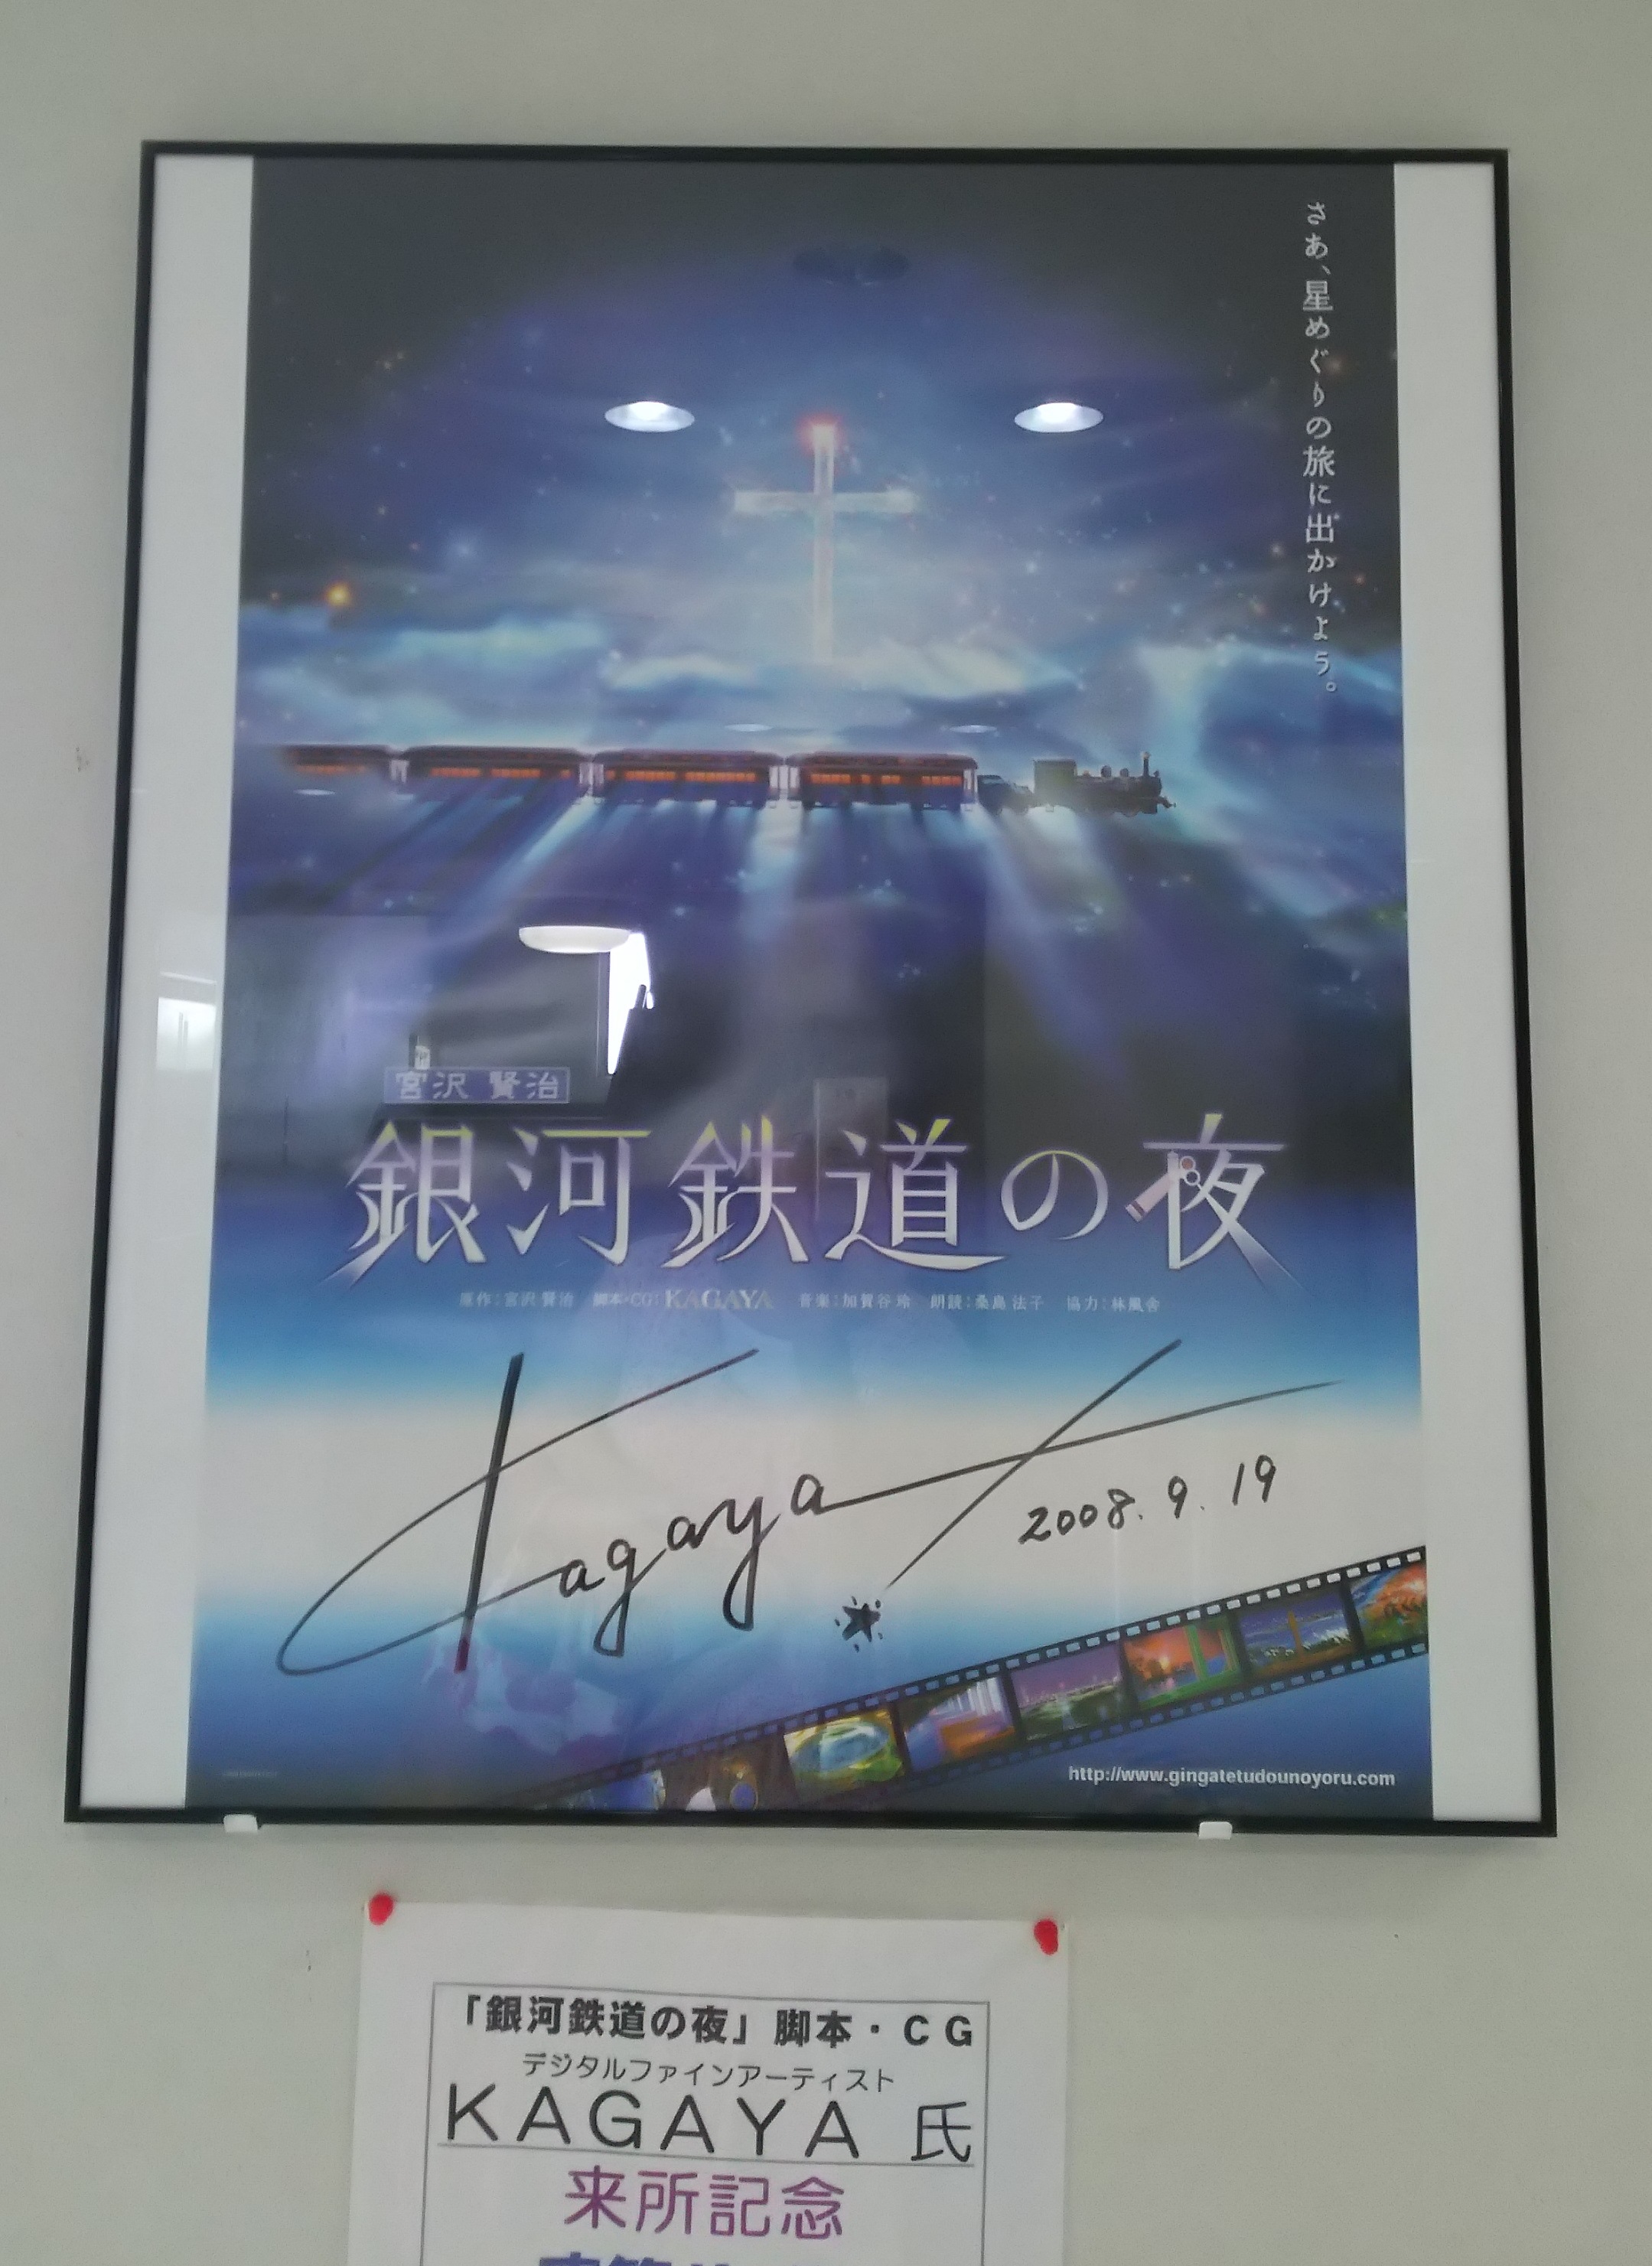 さあ、星めぐりの旅に出かけよう。
宮沢 賢治
銀河鉄道の夜
原作:宮沢 賢治 脚本・CG:KAGAYA 音楽:加賀谷 玲 朗読:桑島 法子 協力:林風舎
Kagaya
2008.9.19
http://www.gingatetudounoyoru.com
「銀河鉄道の夜」脚本・CG
デジタルファインアーティスト
KAGAYA 氏
来所記念